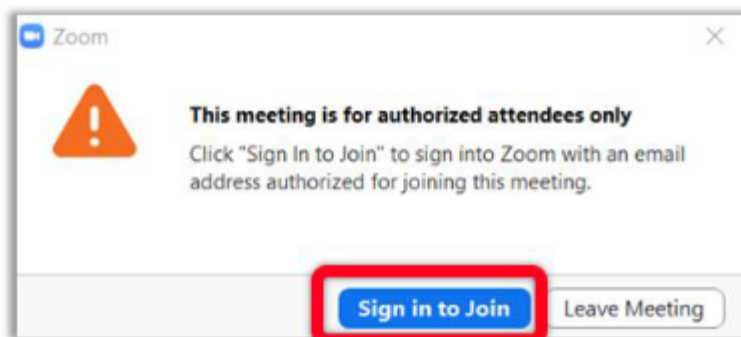 Zoom
This meeting is for authorized attendees only
Click "Sign In to Join" to sign into Zoom with an email
address authorized for joining this meeting.
Sign in to Join
Leave Meeting